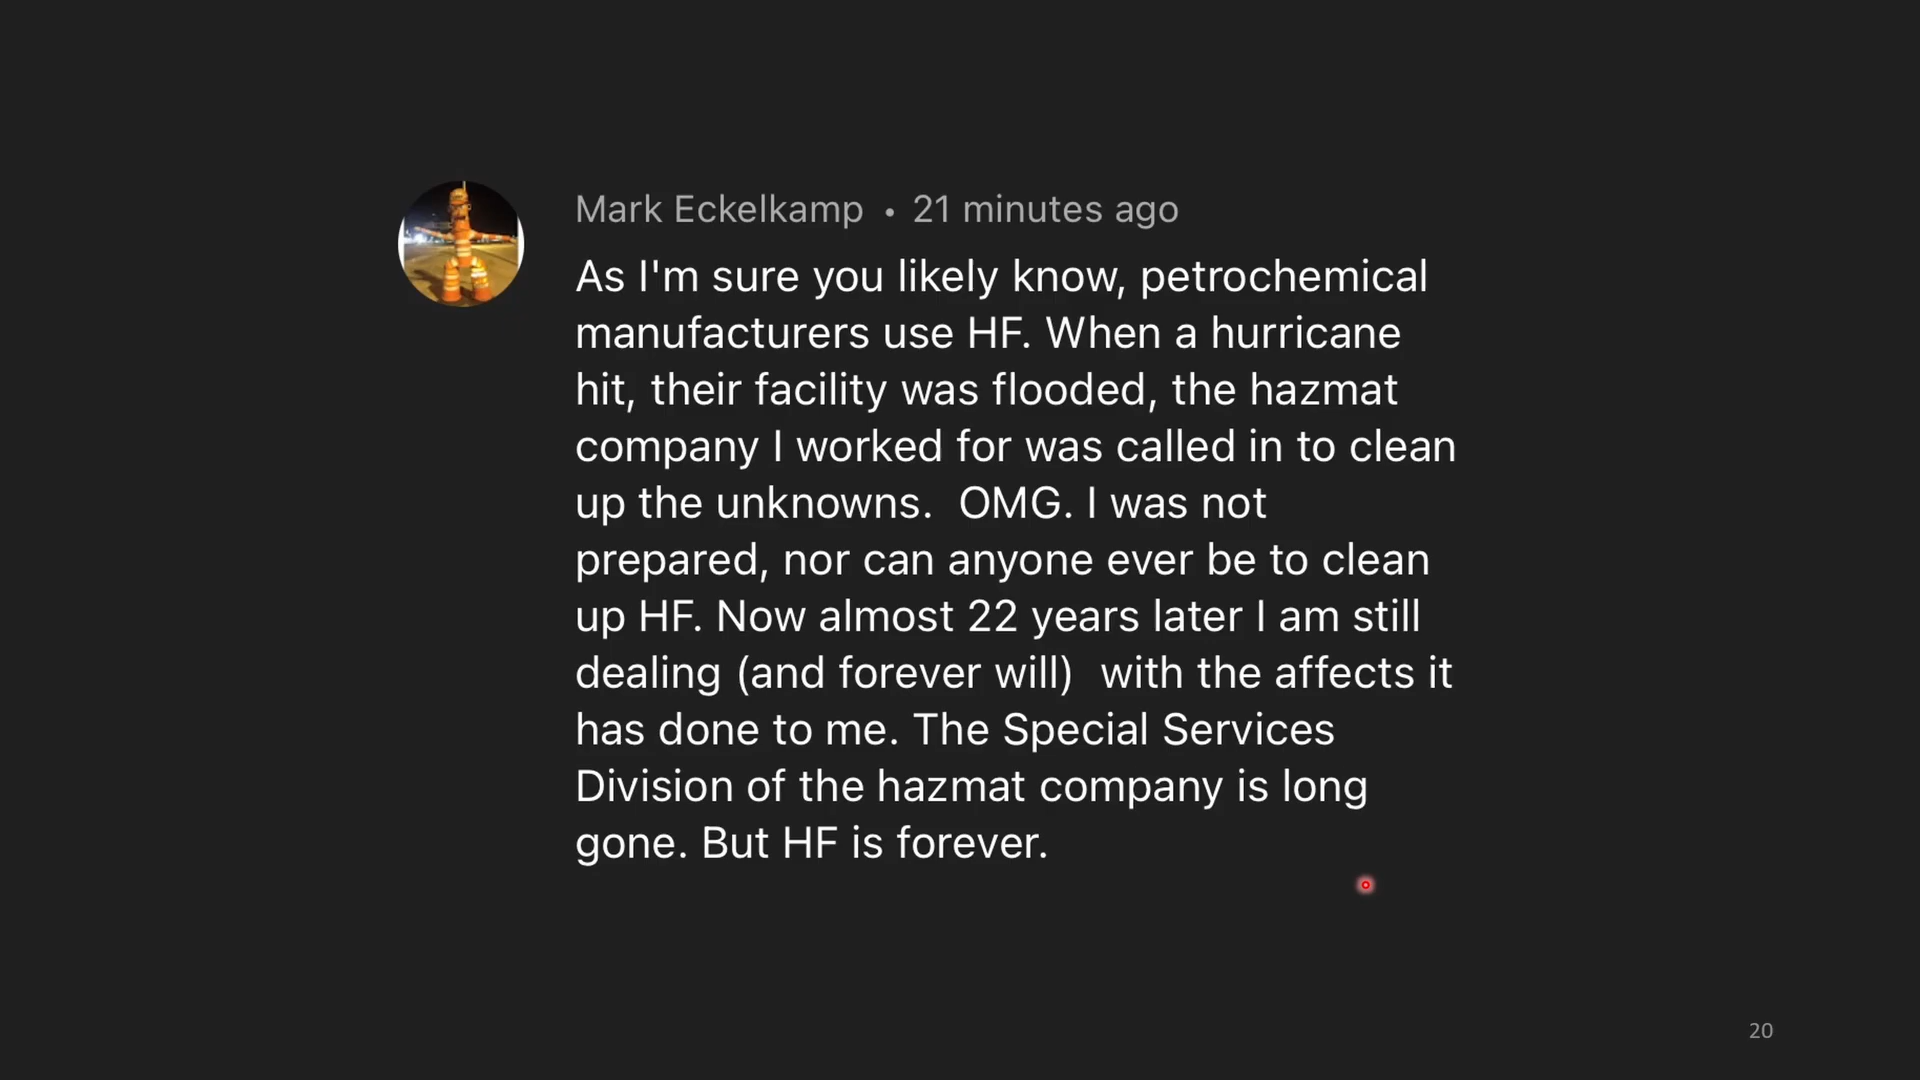 Mark Eckelkamp • 21 minutes ago
As I'm sure you likely know, petrochemical
manufacturers use HF. When a hurricane
hit, their facility was flooded, the hazmat
company I worked for was called in to clean
up the unknowns.  OMG. I was not
prepared, nor can anyone ever be to clean
up HF. Now almost 22 years later I am still
dealing (and forever will)  with the affects it
has done to me. The Special Services
Division of the hazmat company is long
gone. But HF is forever.
20